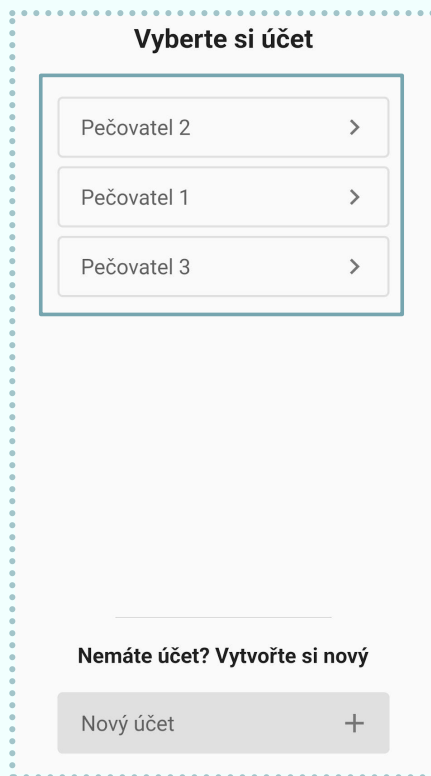 Vyberte si účet
Pečovatel 2
Pečovatel 1
Pečovatel 3
Nemáte účet? Vytvořte si nový
Nový účet